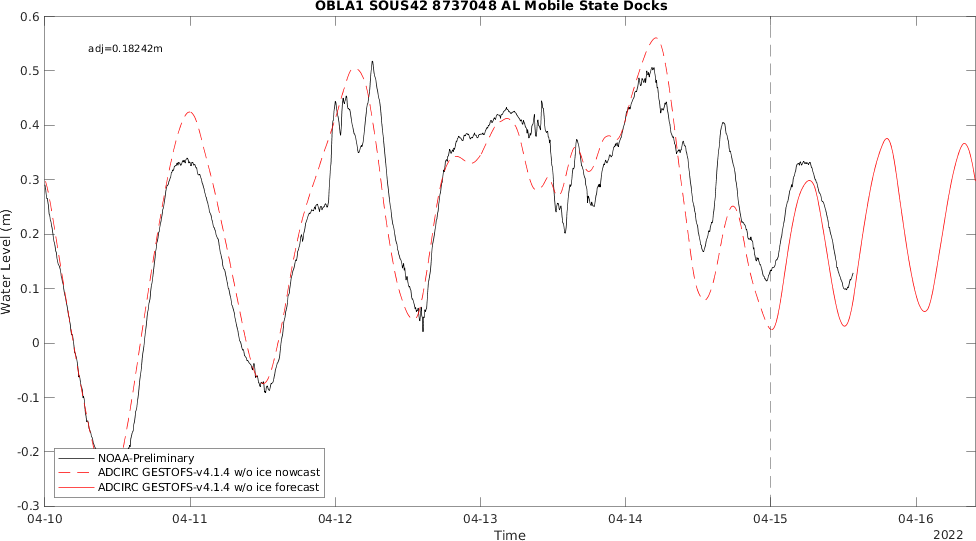 OBLA1 SOUS42 8737048 AL Mobile State Docks
adj=0.18242m
Water Level (m)
0.6
0.5
0.4
0.3
0.2
0.1
0
-0.1
-0.2
-0.3
NOAA-Preliminary
ADCIRC GESTOFS-v4.1.4 w/o ice nowcast
ADCIRC GESTOFS-v4.1.4 w/o ice forecast
04-10 04-11 04-12 04-13 04-14 04-15 04-16
Time
2022